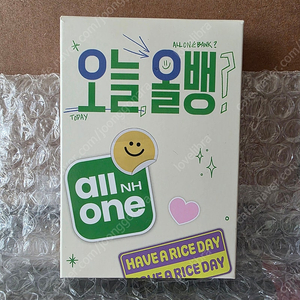 ALL ONE BANK?
오늘, 올뱅?
TODAY
all NH
one
HAVE A RICE DAY
HAVE A RICE DAY